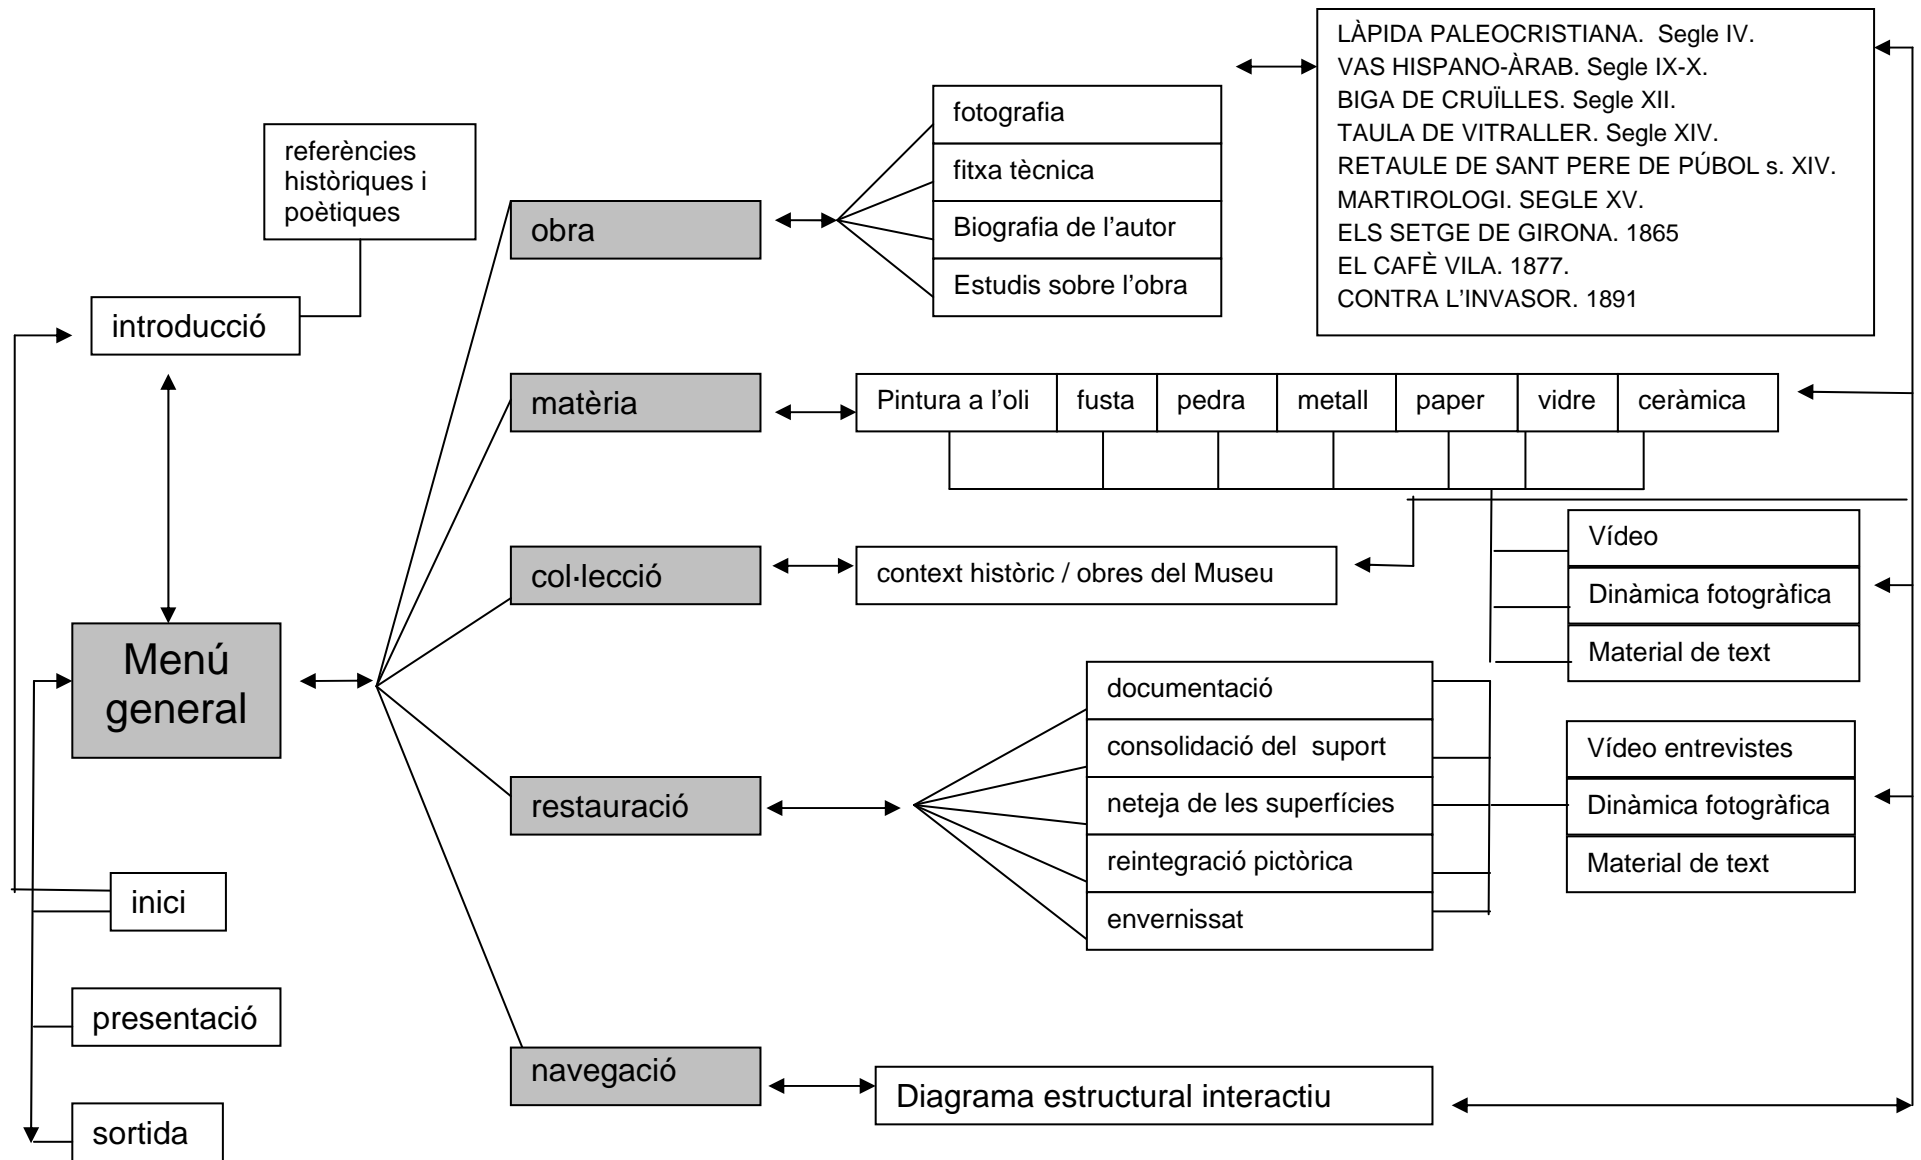 LÀPIDA PALEOCRISTIANA.  Segle IV.
VAS HISPANO-ÀRAB. Segle IX-X.
BIGA DE CRUÏLLES. Segle XII.
TAULA DE VITRALLER. Segle XIV.
RETAULE DE SANT PERE DE PÚBOL s. XIV.
MARTIROLOGI. SEGLE XV.
ELS SETGE DE GIRONA. 1865
EL CAFÈ VILA. 1877.
CONTRA L’INVASOR. 1891
referències
històriques i
poètiques
introducció
Menú
general
inici
presentació
sortida
obra
fotografia
fitxa tècnica
Biografia de l’autor
Estudis sobre l’obra
matèria
Pintura a l’oli
fusta
pedra
metall
paper
vidre
ceràmica
col·lecció
context històric / obres del Museu
Vídeo
Dinàmica fotogràfica
Material de text
restauració
documentació
consolidació del  suport
neteja de les superfícies
reintegració pictòrica
envernissat
Vídeo entrevistes
Dinàmica fotogràfica
Material de text
navegació
Diagrama estructural interactiu